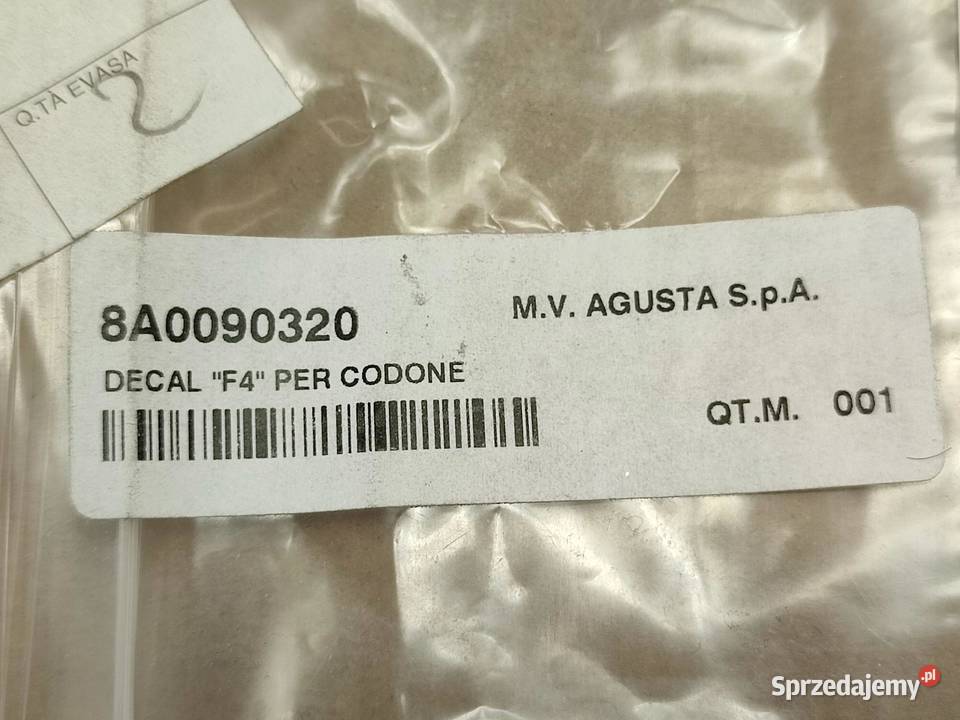 Q.TÀ EVASA
2
8A0090320
M.V. AGUSTA S.p.A.
DECAL "F4" PER CODONE
QT.M. 001
Sprzedajemy.pl